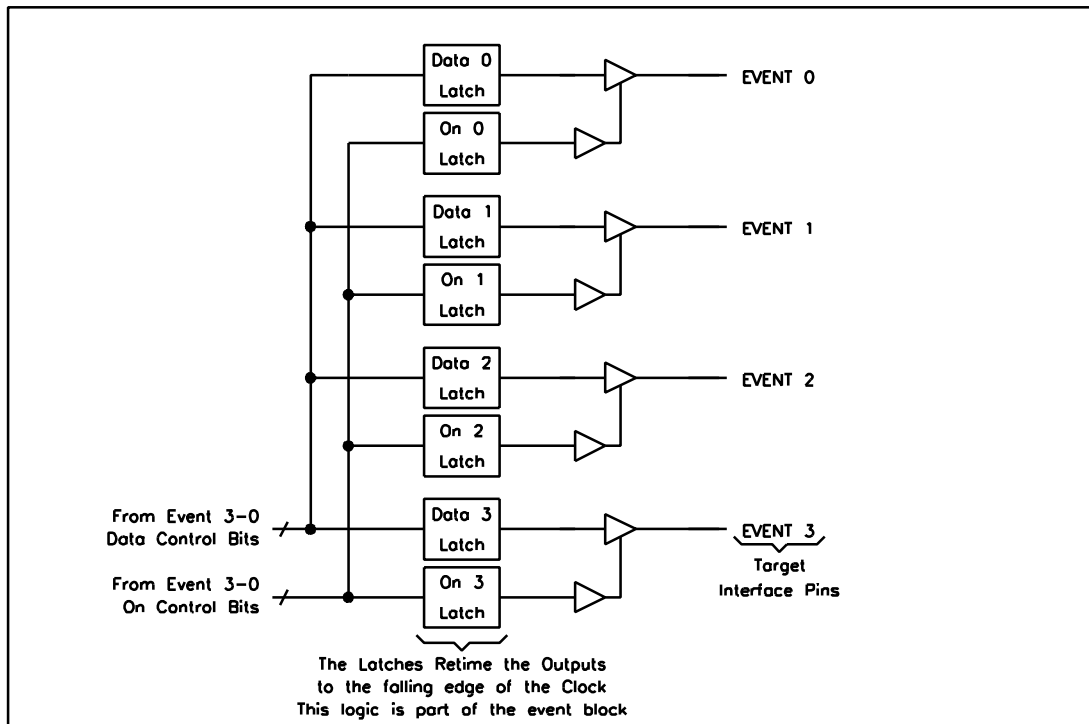 Data 0
Latch
EVENT 0
On 0
Latch
Data 1
Latch
EVENT 1
On 1
Latch
Data 2
Latch
EVENT 2
On 2
Latch
From Event 3-0
Data Control Bits
Data 3
Latch
EVENT 3
Target
Interface Pins
From Event 3-0
On Control Bits
On 3
Latch
The Latches Retime the Outputs
to the falling edge of the Clock
This logic is part of the event block